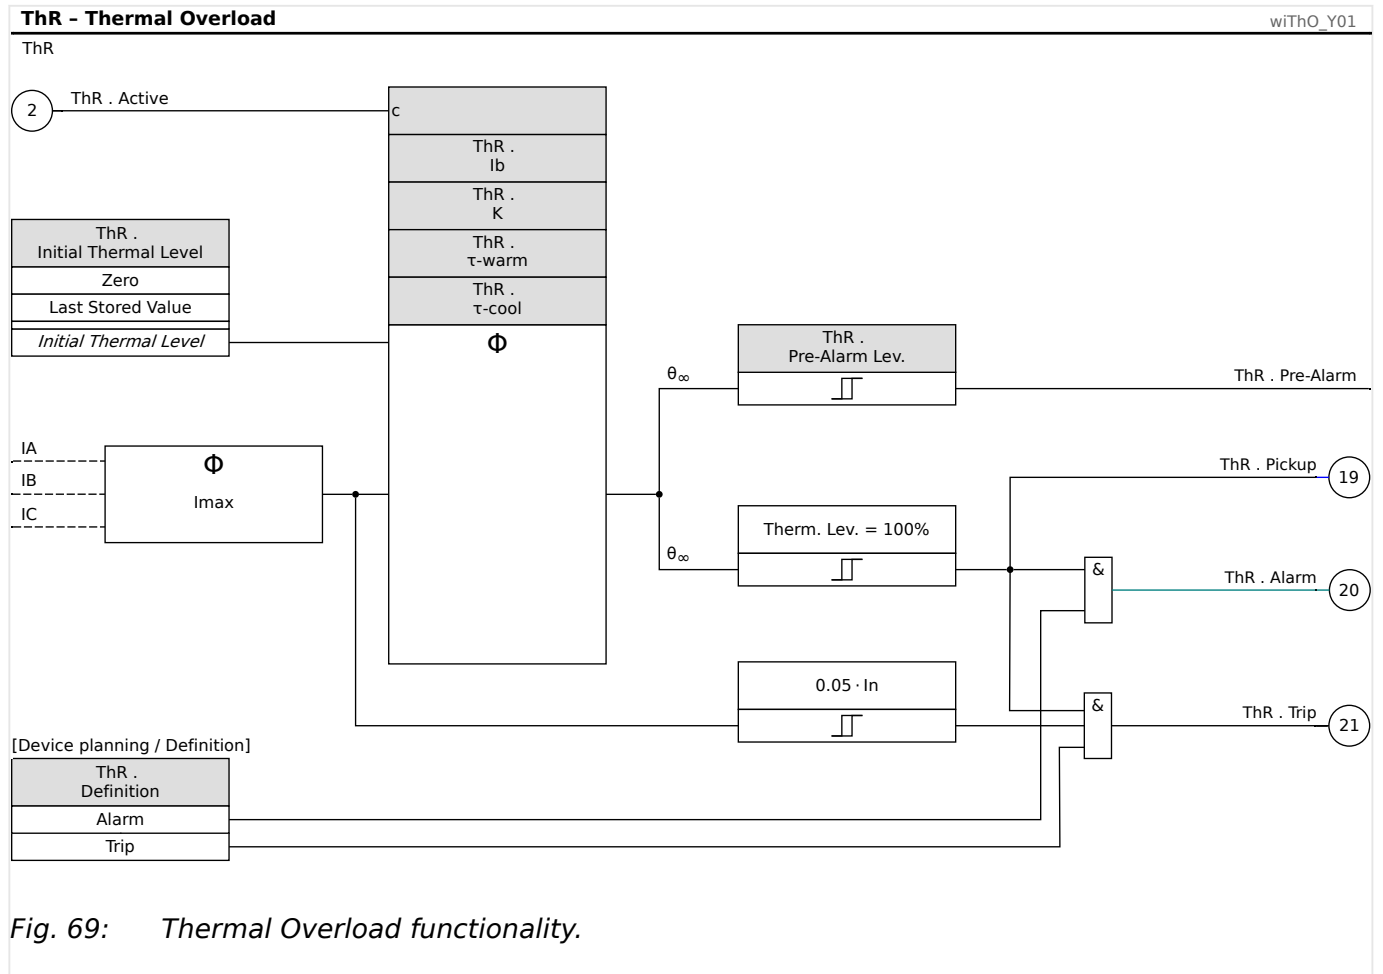 ThR – Thermal Overload
wiThO_Y01
ThR
2
ThR . Active
c
ThR .
Ib
ThR .
K
ThR .
τ-warm
ThR .
τ-cool
Φ
ThR .
Initial Thermal Level
Zero
Last Stored Value
Initial Thermal Level
ThR .
Pre-Alarm Lev.
θ∞
ThR . Pre-Alarm
IA
IB
IC
Φ
Imax
ThR . Pickup
19
Therm. Lev. = 100%
θ∞
&
ThR . Alarm
20
0.05 · In
&
ThR . Trip
21
[Device planning / Definition]
ThR .
Definition
Alarm
Trip
Fig. 69: Thermal Overload functionality.